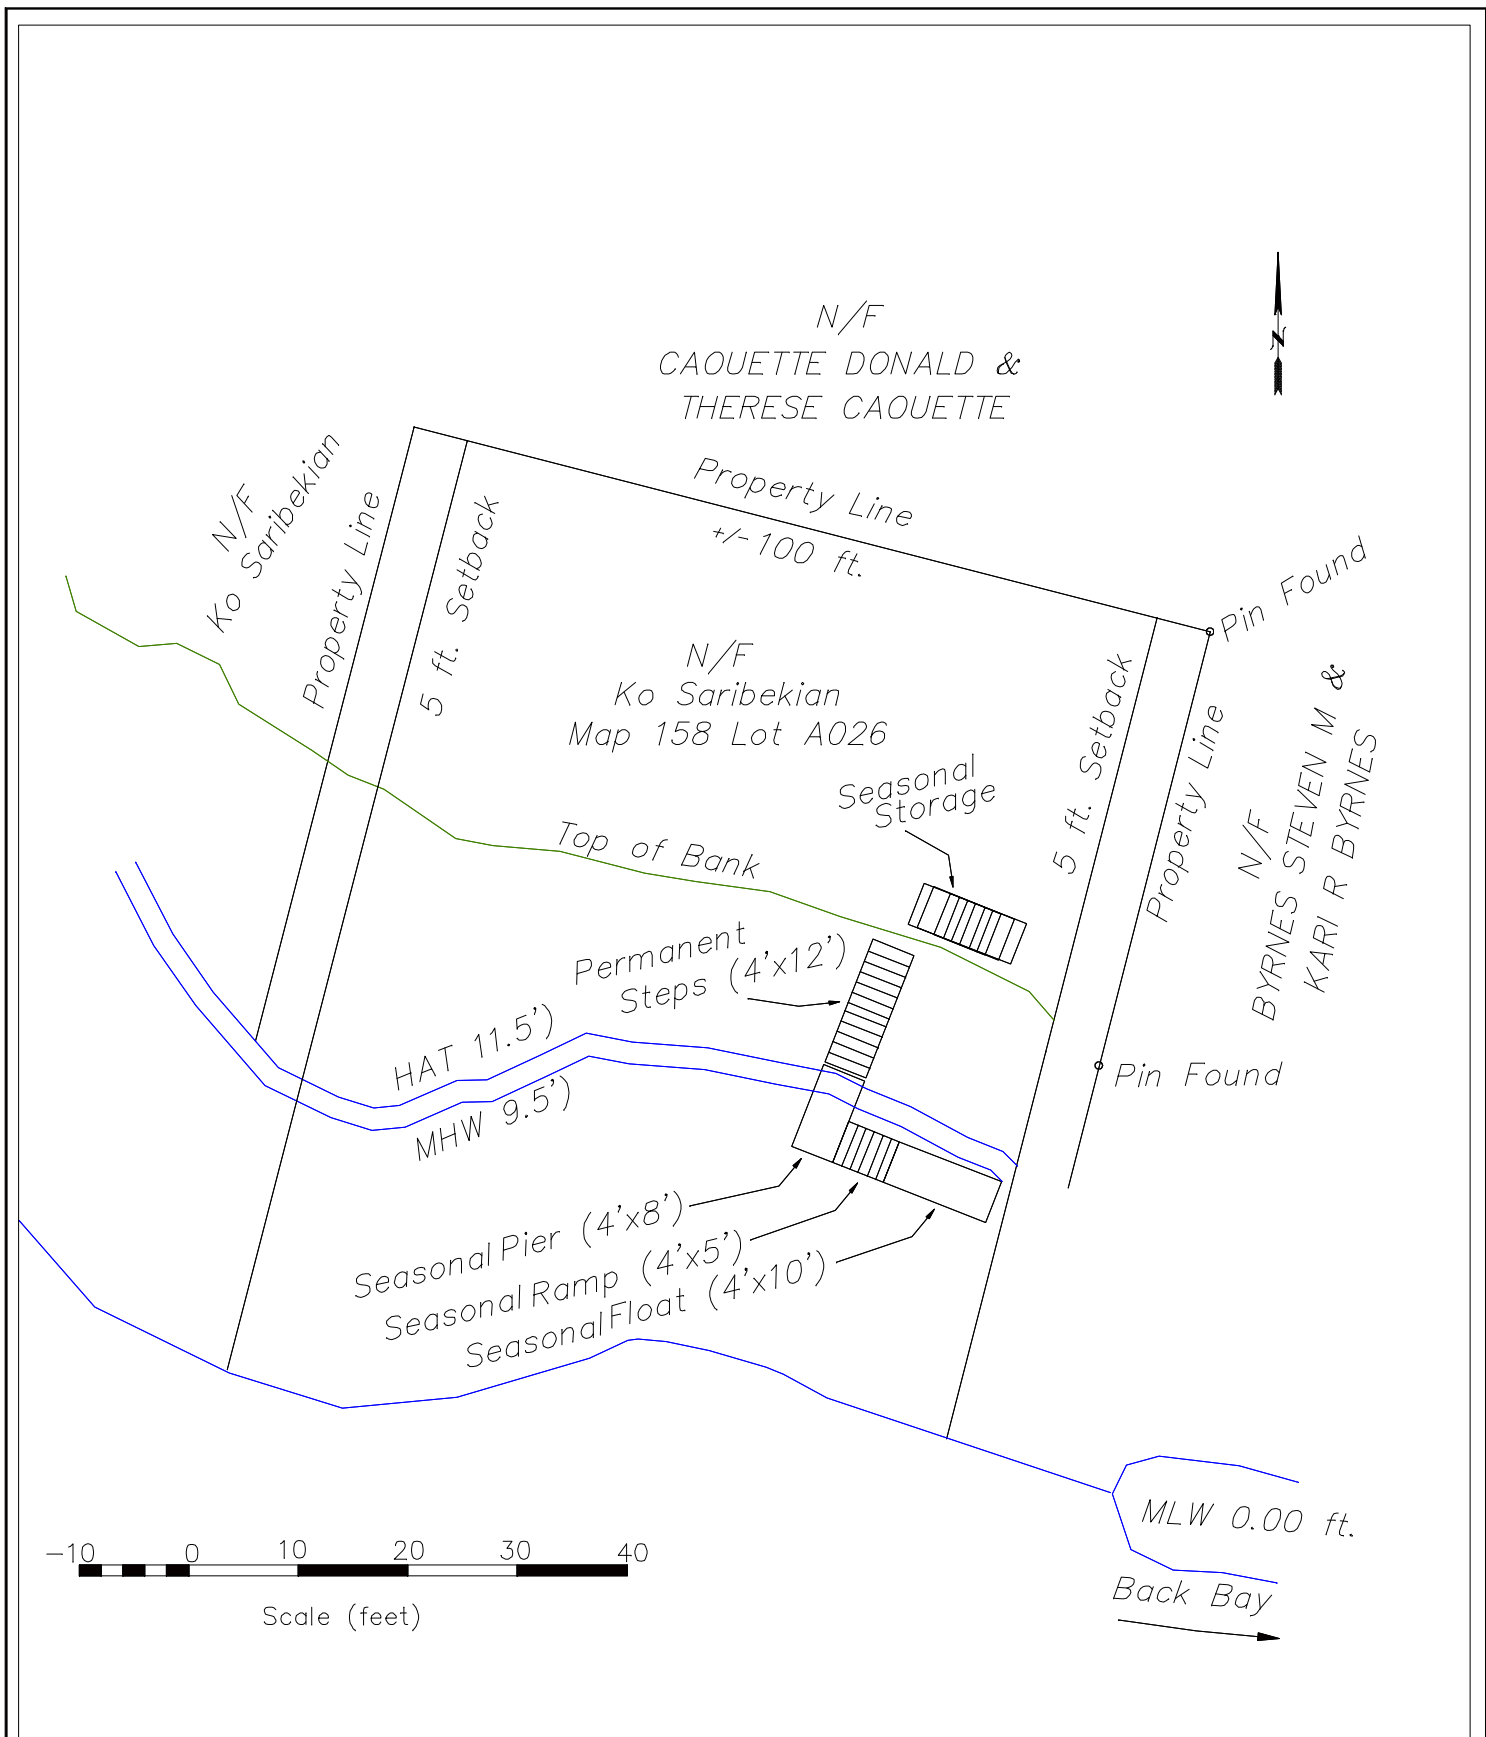 N/F
CAOUETTE DONALD &
THERESE CAOUETTE
N
Property Line
+/-100 ft.
N/F
Ko Saribekian
Property Line
5 ft. Setback
Pin Found
N/F
Ko Saribekian
Map 158 Lot A026
Seasonal
Storage
5 ft. Setback
Property Line
N/F
BYRNES STEVEN M &
KARI R BYRNES
Top of Bank
Permanent
Steps (4'x12')
HAT 11.5')
MHW 9.5')
Pin Found
Seasonal Pier (4'x8')
Seasonal Ramp (4'x5')
Seasonal Float (4'x10')
MLW 0.00 ft.
Back Bay
-10 0 10 20 30 40
Scale (feet)